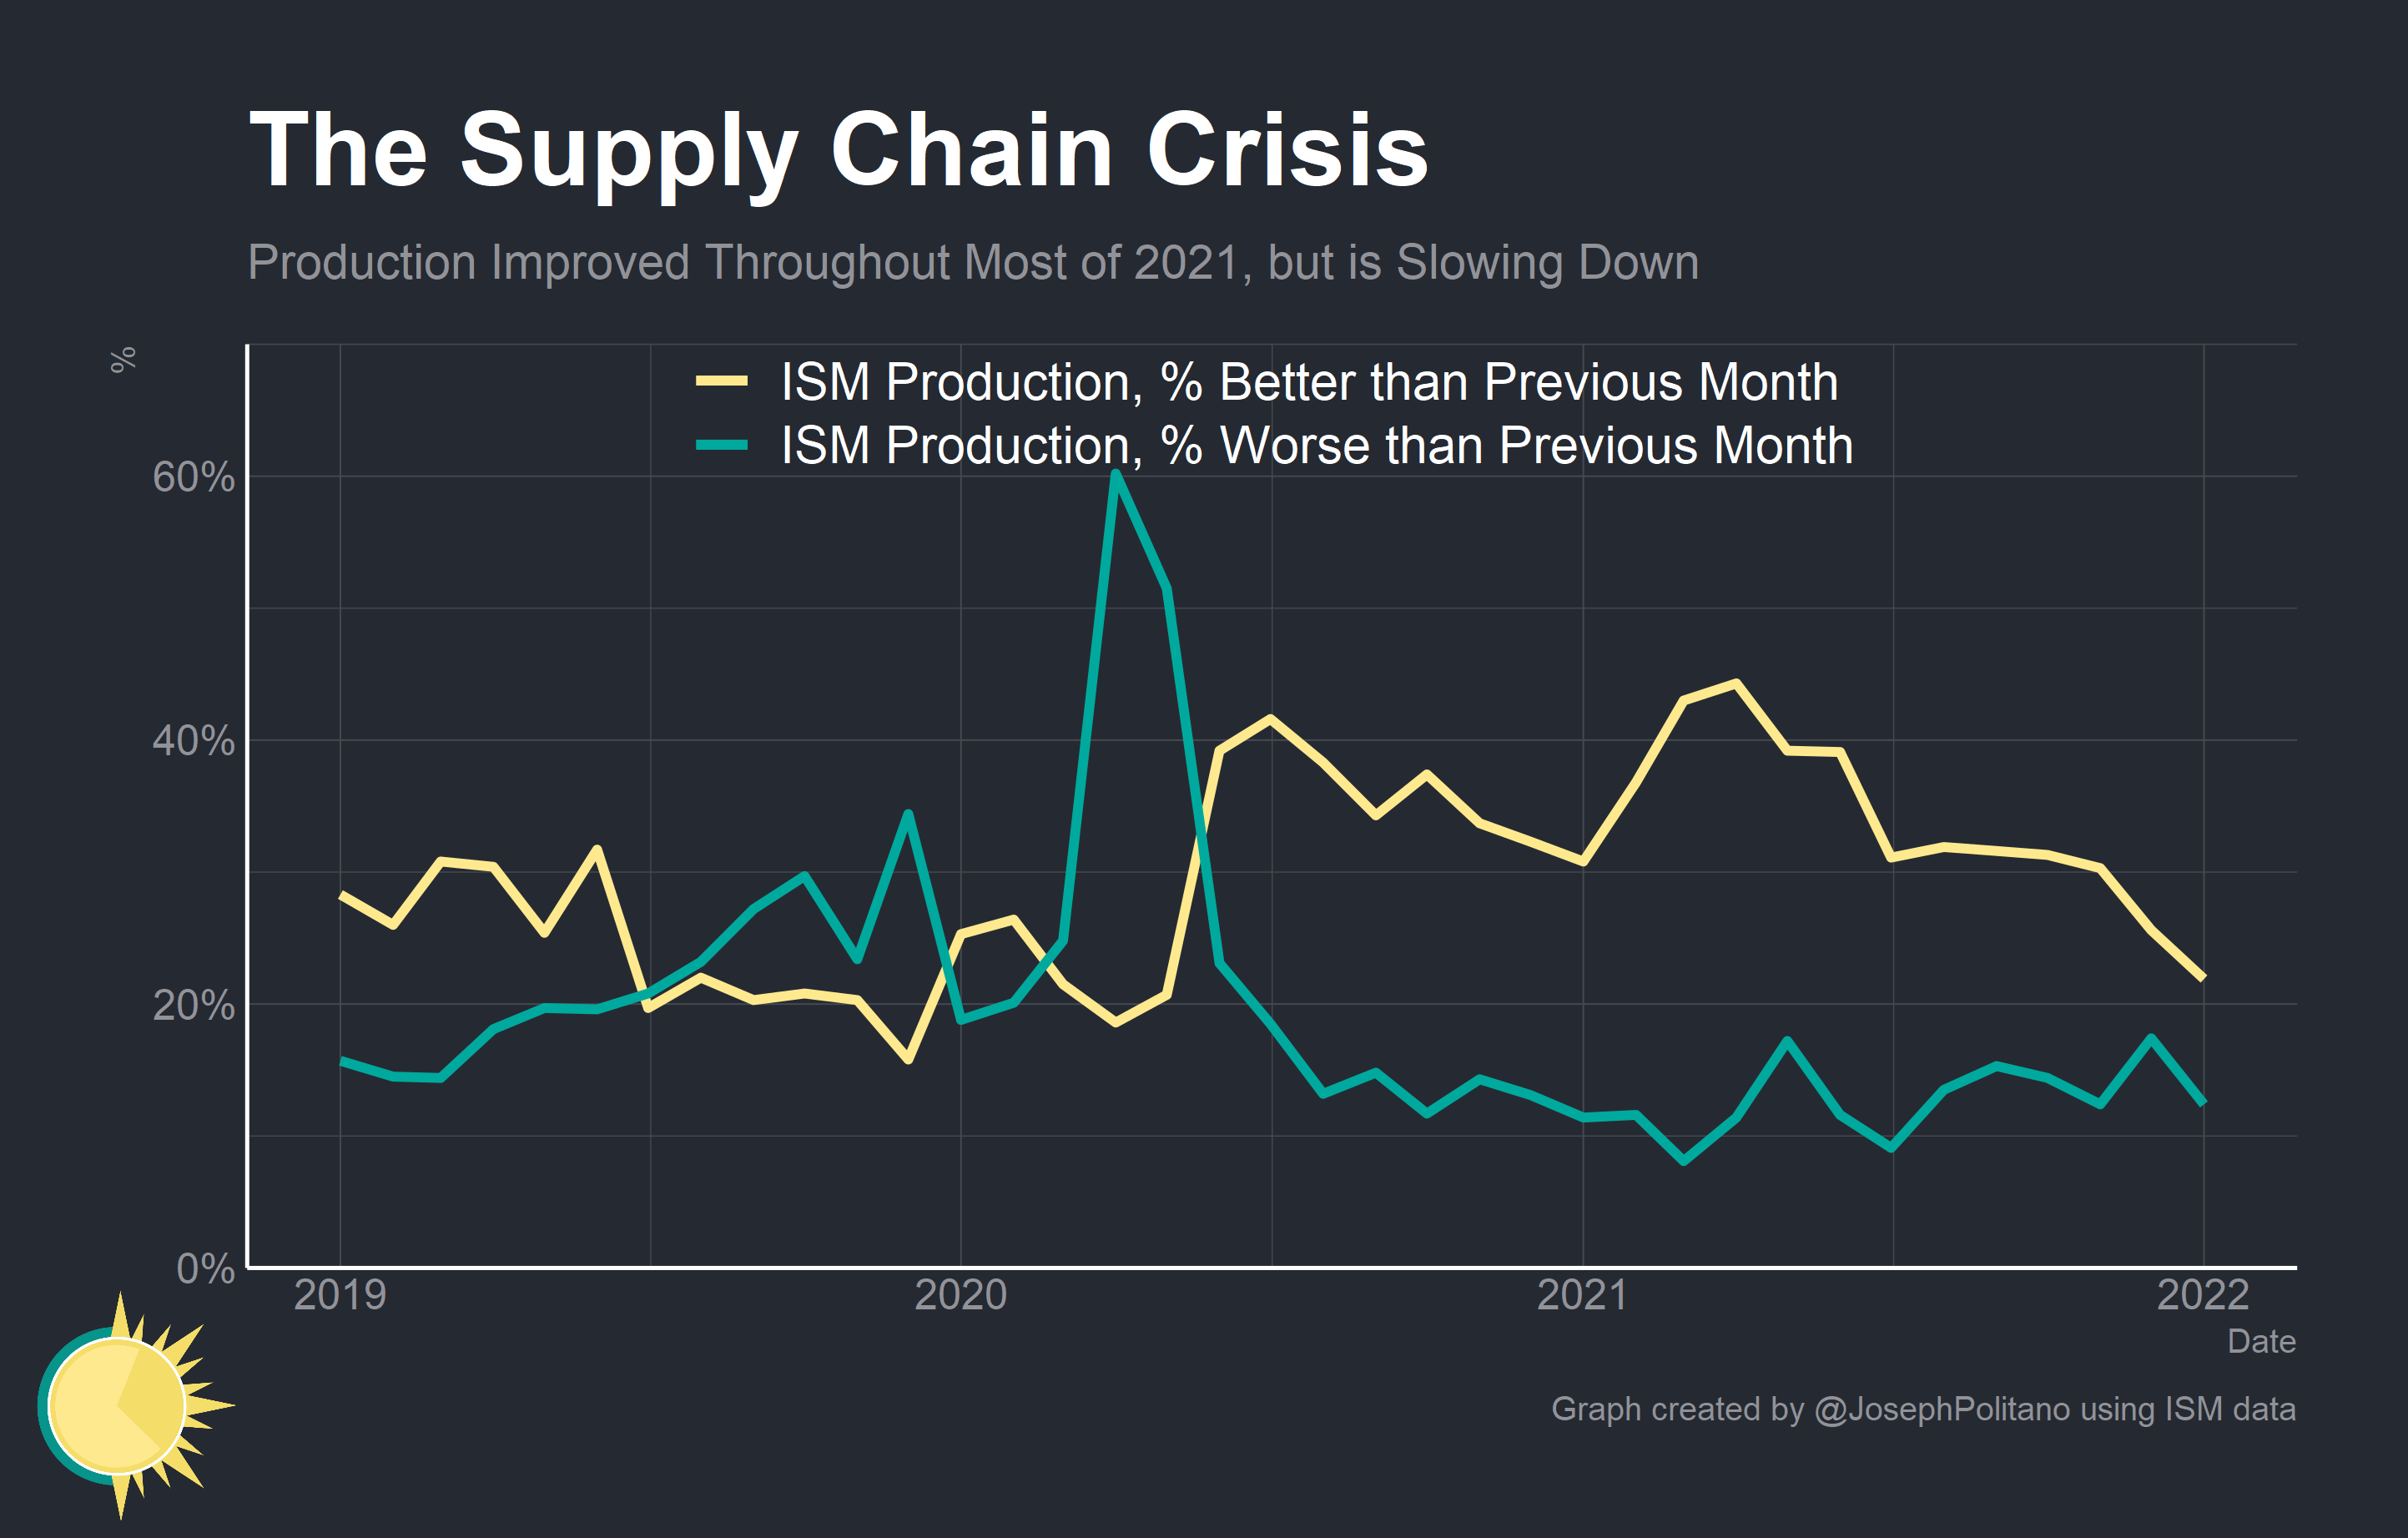 The Supply Chain Crisis
Production Improved Throughout Most of 2021, but is Slowing Down
%
ISM Production, % Better than Previous Month
ISM Production, % Worse than Previous Month
60%
40%
20%
0%
2019 2020 2021 2022
Date
Graph created by @JosephPolitano using ISM data